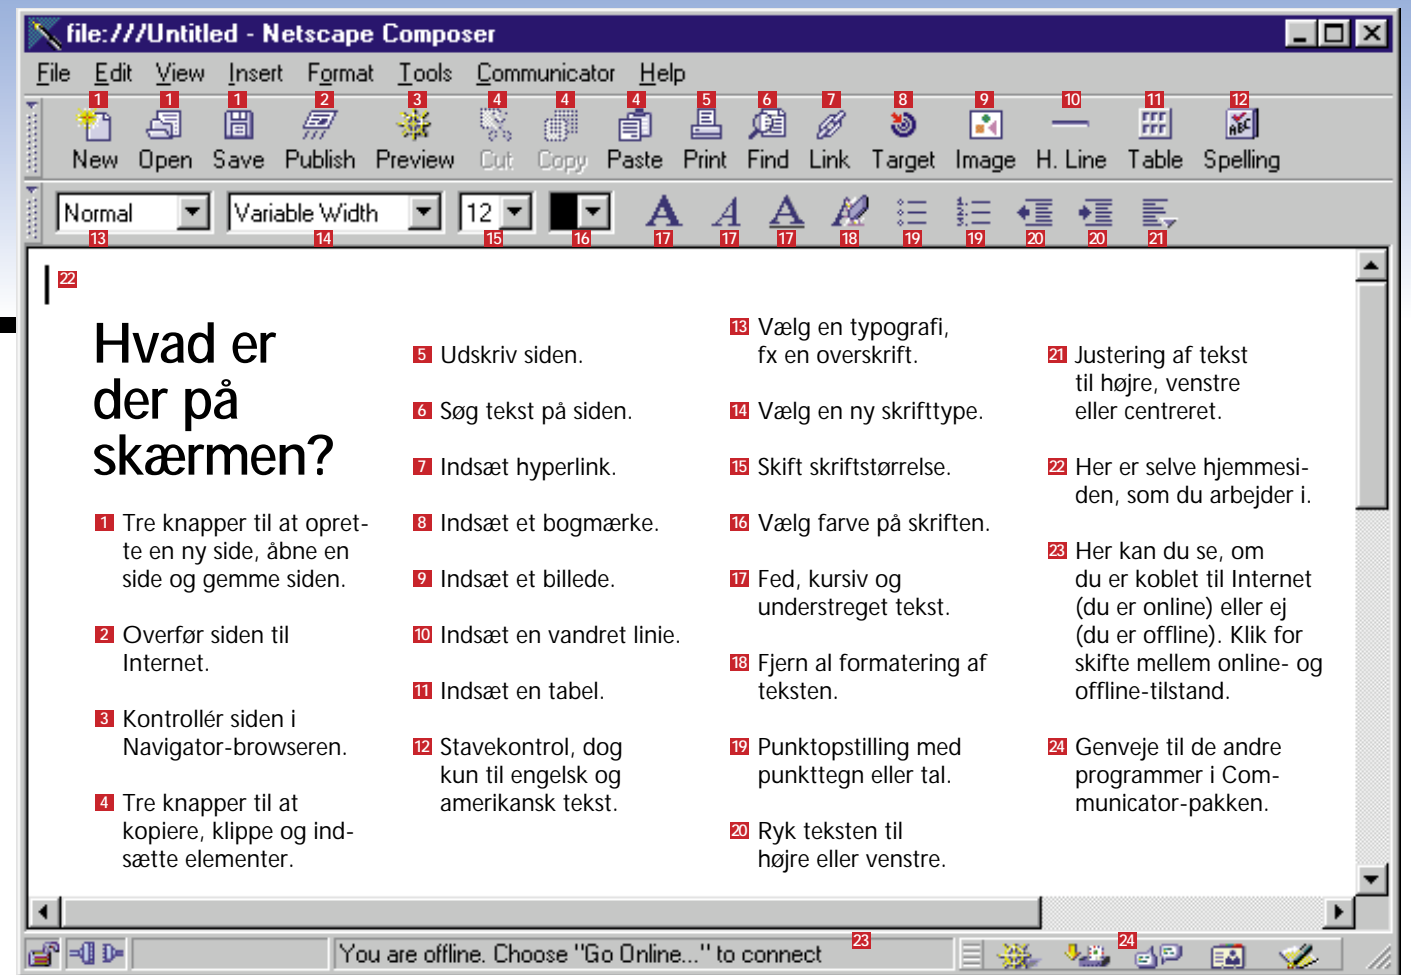 file:///Untitled - Netscape Composer
File Edit View Insert Format Tools Communicator Help
1 1 1 2 3 4 4 4 5 6 7 8 9 10 11 12
New Open Save Publish Preview Cut Copy Paste Print Find Link Target Image H. Line Table Spelling
Normal Variable Width 12
13 14 15 16 17 17 17 18 19 19 20 20 21
22
Hvad er
der på
skærmen?
1 Tre knapper til at opret-
te en ny side, åbne en
side og gemme siden.
2 Overfør siden til
Internet.
3 Kontrollér siden i
Navigator-browseren.
4 Tre knapper til at
kopiere, klippe og ind-
sætte elementer.
5 Udskriv siden.
6 Søg tekst på siden.
7 Indsæt hyperlink.
8 Indsæt et bogmærke.
9 Indsæt et billede.
10 Indsæt en vandret linie.
11 Indsæt en tabel.
12 Stavekontrol, dog
kun til engelsk og
amerikansk tekst.
13 Vælg en typografi,
fx en overskrift.
14 Vælg en ny skrifttype.
15 Skift skriftstørrelse.
16 Vælg farve på skriften.
17 Fed, kursiv og
understreget tekst.
18 Fjern al formatering af
teksten.
19 Punktopstilling med
punkttegn eller tal.
20 Ryk teksten til
højre eller venstre.
21 Justering af tekst
til højre, venstre
eller centreret.
22 Her er selve hjemmesi-
den, som du arbejder i.
23 Her kan du se, om
du er koblet til Internet
(du er online) eller ej
(du er offline). Klik for
skifte mellem online- og
offline-tilstand.
24 Genveje til de andre
programmer i Com-
municator-pakken.
You are offline. Choose "Go Online..." to connect 23 24